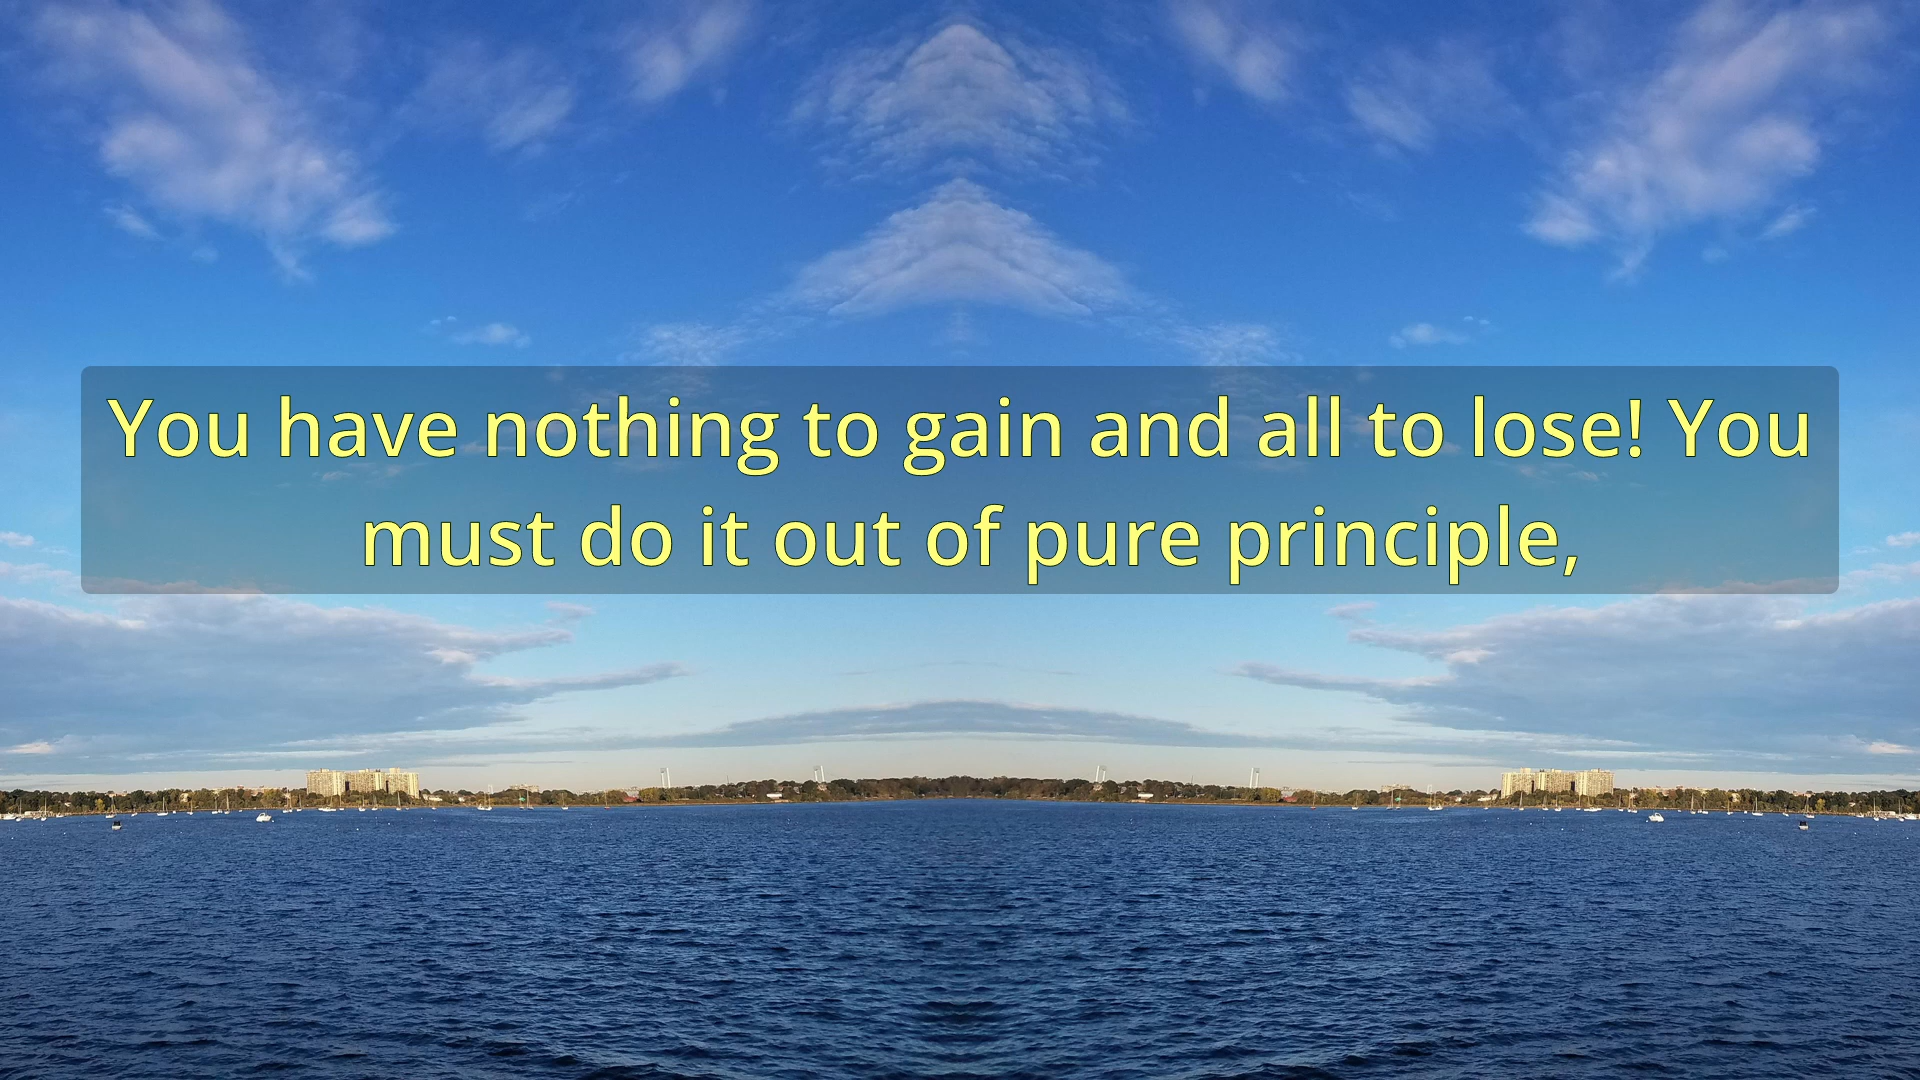 You have nothing to gain and all to lose! You
must do it out of pure principle,